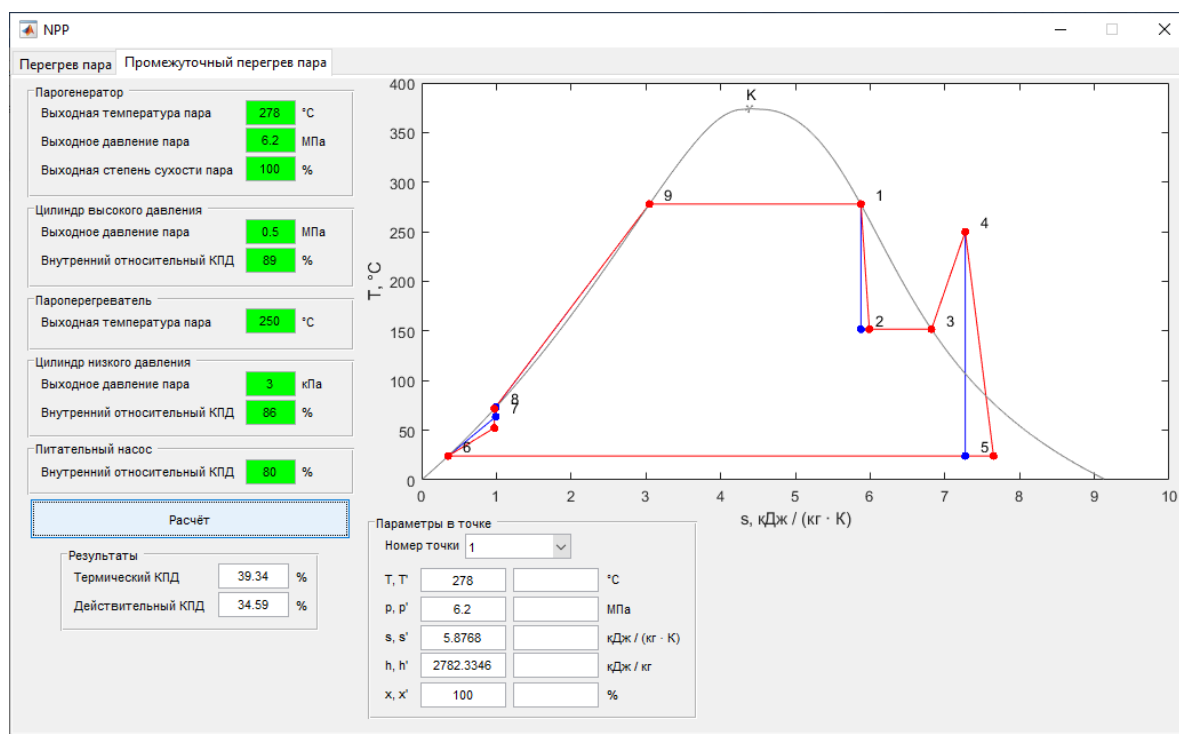 NPP
Перегрев пара Промежуточный перегрев пара
Парогенератор
Выходная температура пара 278 °C
Выходное давление пара 6.2 МПа
Выходная степень сухости пара 100 %
Цилиндр высокого давления
Выходное давление пара 0.5 МПа
Внутренний относительный КПД 89 %
Пароперегреватель
Выходная температура пара 250 °C
Цилиндр низкого давления
Выходное давление пара 3 кПа
Внутренний относительный КПД 86 %
Питательный насос
Внутренний относительный КПД 80 %
Расчёт
Результаты
Термический КПД 39.34 %
Действительный КПД 34.59 %
T, °C
400
350
300
250
200
150
100
50
0
K
9
1
4
2
3
8
7
6
5
0 1 2 3 4 5 6 7 8 9 10
s, кДж / (кг · К)
Параметры в точке
Номер точки 1
T, T' 278 °C
p, p' 6.2 МПа
s, s' 5.8768 кДж / (кг · К)
h, h' 2782.3346 кДж / кг
x, x' 100 %